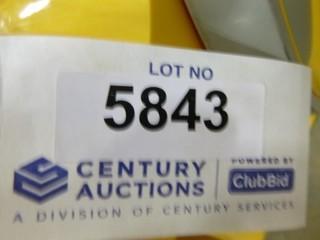 LOT NO
5843
CENTURY AUCTIONS
POWERED BY
ClubBid
A DIVISION OF CENTURY SERVICES